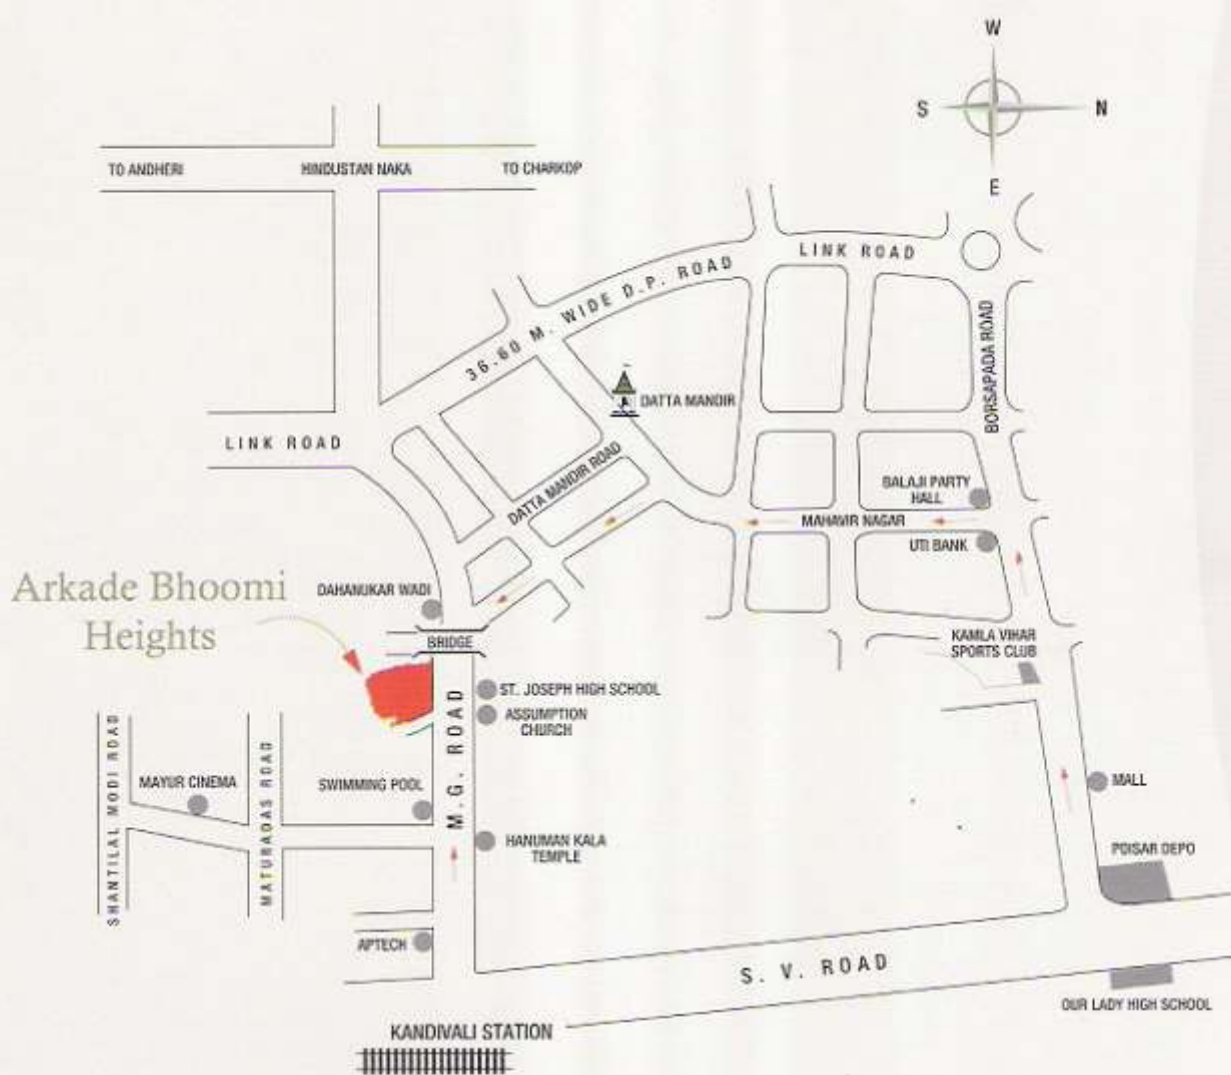 W
S
N
E
TO ANDHERI
HINDUSTAN NAKA
TO CHARKOP
LINK ROAD
36.60 M. WIDE D.P. ROAD
BORSAPADA ROAD
DATTA MANDIR
LINK ROAD
DATTA MANDIR ROAD
BALAJI PARTY
HALL
MAHAVIR NAGAR
UTI BANK
Arkade Bhoomi
Heights
DAHANUKAR WADI
BRIDGE
KAMLA VIHAR
SPORTS CLUB
ST. JOSEPH HIGH SCHOOL
ASSUMPTION
CHURCH
M.G. ROAD
SHANTILAL MODI ROAD
MAYUR CINEMA
MATURADAS ROAD
SWIMMING POOL
MALL
HANUMAN KALA
TEMPLE
POISAR DEPO
APTECH
S. V. ROAD
OUR LADY HIGH SCHOOL
KANDIVALI STATION